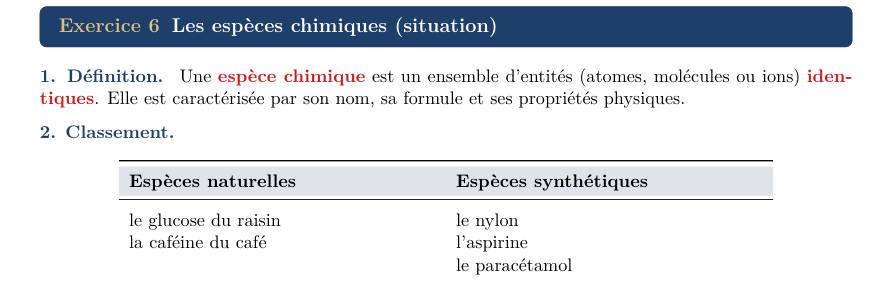 Exercice 6 Les espèces chimiques (situation)
1. Définition. Une espèce chimique est un ensemble d'entités (atomes, molécules ou ions) iden-
tiques. Elle est caractérisée par son nom, sa formule et ses propriétés physiques.
2. Classement.
Espèces naturelles Espèces synthétiques
le glucose du raisin le nylon
la caféine du café l'aspirine
le paracétamol